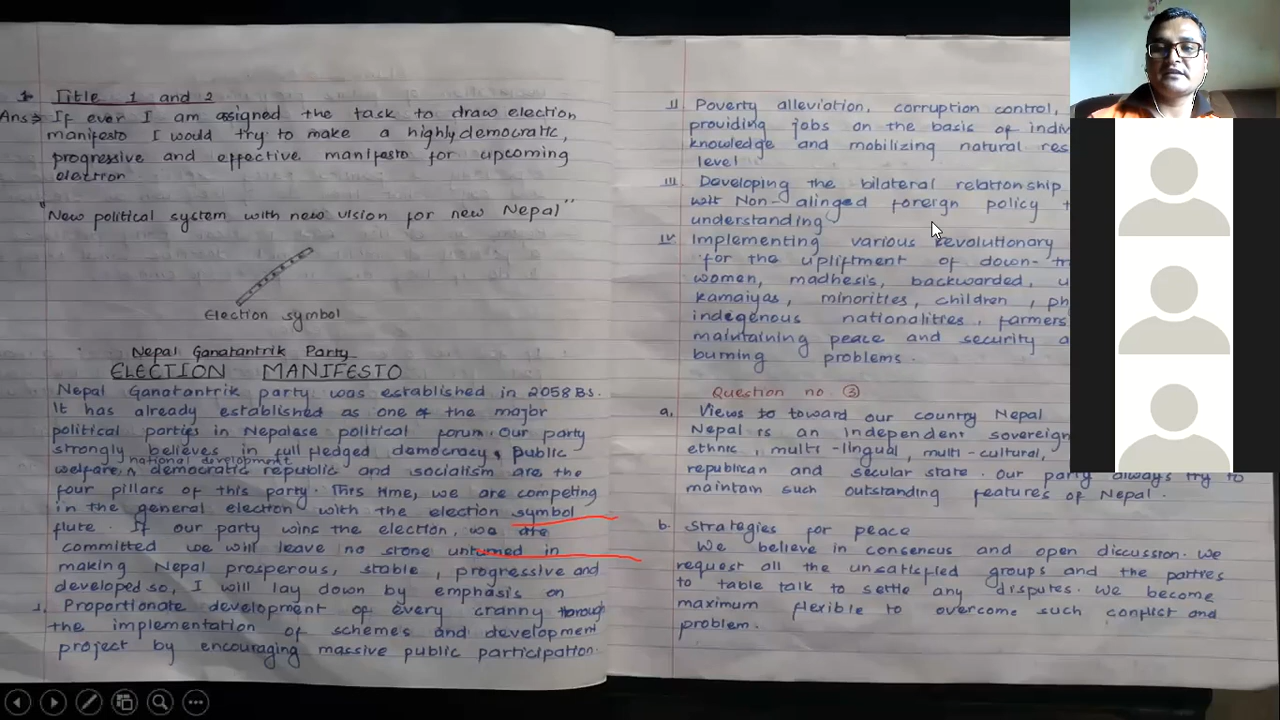 1. Title 1 and 2
Ans⇒ If ever I am assigned the task to draw election
manifesto I would try to make a highly democratic,
progressive and effective manifesto for upcoming
election
"New political system with new vision for new Nepal"
Election symbol
Nepal Ganatantrik Party
ELECTION MANIFESTO
Nepal Ganatantrik party was established in 2058 Bs.
It has already established as one of the major
political parties in Nepalese political forum. Our party
strongly believes in full fledged democracy, public
national development
welfare, democratic republic and socialism are the
four pillars of this party. This time, we are competing
in the general election with the election symbol
flute. If our party wins the election, we are
committed we will leave no stone unturned in
making Nepal prosperous, stable, progressive and
developed so, I will lay down by emphasis on
1. Proportionate development of every cranny through
the implementation of schemes and development
project by encouraging massive public participation.
II Poverty alleviation, corruption control,
providing jobs on the basis of indiv
knowledge and mobilizing natural res
level
III. Developing the bilateral relationship
wit Non-alinged foreign policy
understanding
IV. Implementing various revolutionary
for the upliftment of down-tr
women, madhesis, backwarded, u
kamaiyas, minorities, children, ph
indegenous nationalities, farmers
maintaining peace and security a
burning problems.
Question no. ③
a. Views to toward our country Nepal
Nepal is an independent sovereign
ethnic, multi-lingual, multi-cultural,
republican and secular state. Our party always try to
maintain such outstanding features of Nepal.
b. Strategies for peace
We believe in consensus and open discussion. We
request all the unsatisfied groups and the parties
to table talk to settle any disputes. We become
maximum flexible to overcome such conflict and
problem.